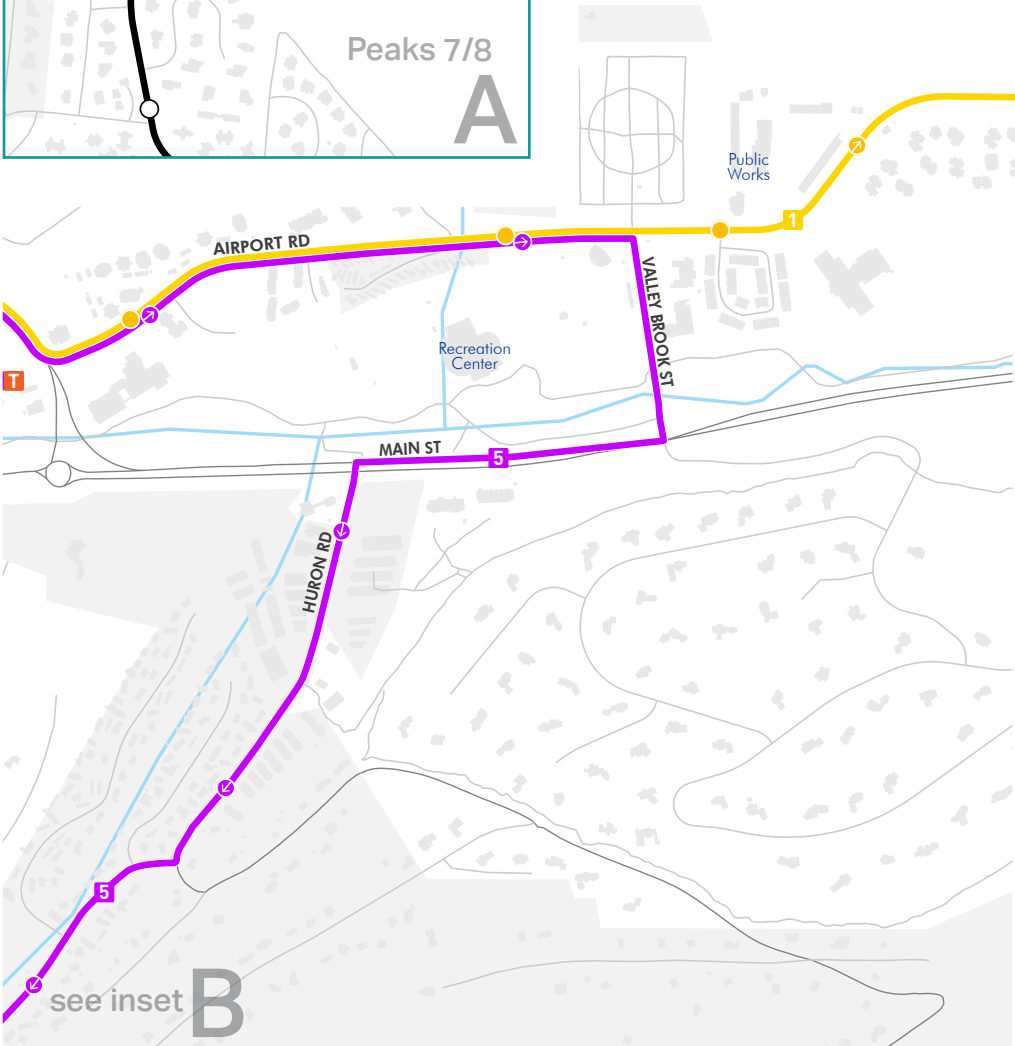 Peaks 7/8
A
Public
Works
1
AIRPORT RD
VALLEY BROOK ST
Recreation
Center
T
MAIN ST
5
HURON RD
5
see inset B